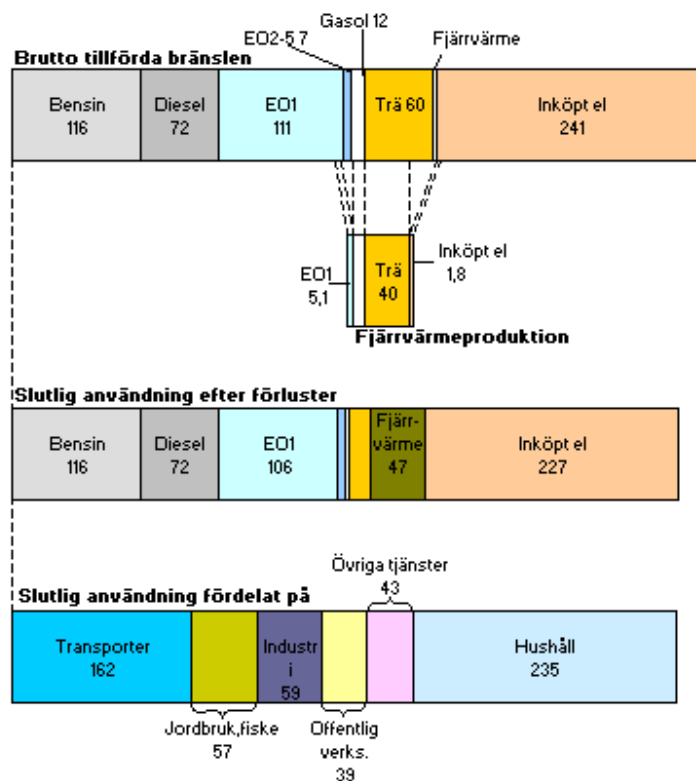 Gasol 12
EO2-5 7
Fjärrvärme
Brutto tillförda bränslen
Bensin
116
Diesel
72
EO1
111
Trä 60
Inköpt el
241
EO1
5,1
Trä
40
Inköpt el
1,8
Fjärrvärmeproduktion
Slutlig användning efter förluster
Bensin
116
Diesel
72
EO1
106
Fjärr-
värme
47
Inköpt el
227
Övriga tjänster
43
Slutlig användning fördelat på
Transporter
162
Industr
i
59
Hushåll
235
Jordbruk,fiske
57
Offentlig
verks.
39